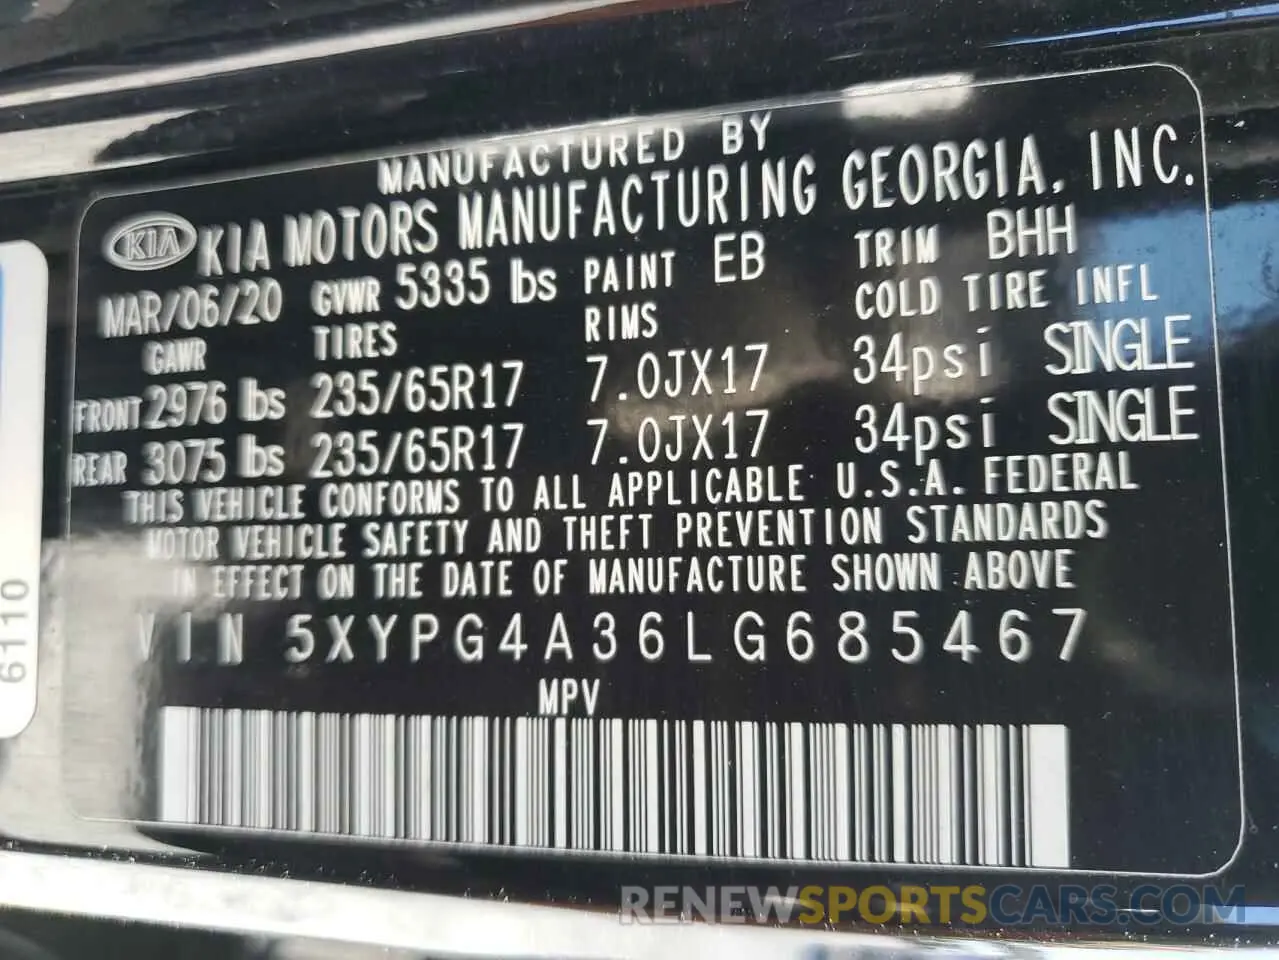 MANUFACTURED BY
KIA KIA MOTORS MANUFACTURING GEORGIA, INC.
MAR/06/20 GVWR 5335 lbs PAINT EB TRIM BHH
GAWR TIRES RIMS COLD TIRE INFL
FRONT 2976 lbs 235/65R17 7.0JX17 34psi SINGLE
REAR 3075 lbs 235/65R17 7.0JX17 34psi SINGLE
THIS VEHICLE CONFORMS TO ALL APPLICABLE U.S.A. FEDERAL
MOTOR VEHICLE SAFETY AND THEFT PREVENTION STANDARDS
IN EFFECT ON THE DATE OF MANUFACTURE SHOWN ABOVE
VIN 5XYPG4A36LG685467
MPV
6110
RENEWSPORTSCARS.COM